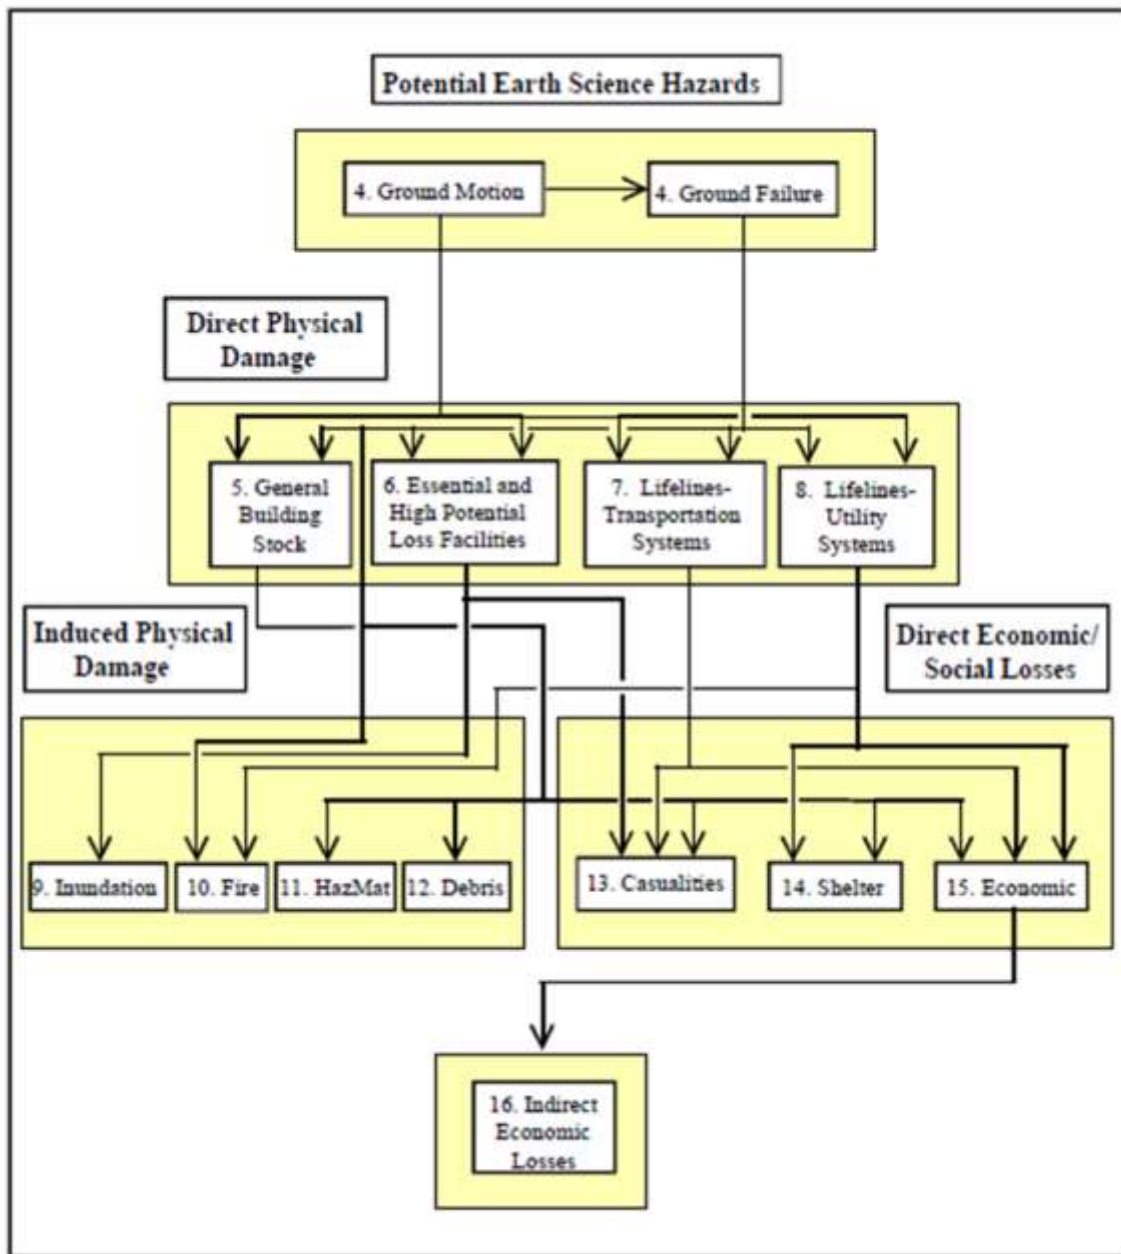 Potential Earth Science Hazards
4. Ground Motion
4. Ground Failure
Direct Physical
Damage
5. General
Building
Stock
6. Essential and
High Potential
Loss Facilities
7. Lifelines-
Transportation
Systems
8. Lifelines-
Utility
Systems
Induced Physical
Damage
Direct Economic/
Social Losses
9. Inundation
10. Fire
11. HazMat
12. Debris
13. Casualities
14. Shelter
15. Economic
16. Indirect
Economic
Losses